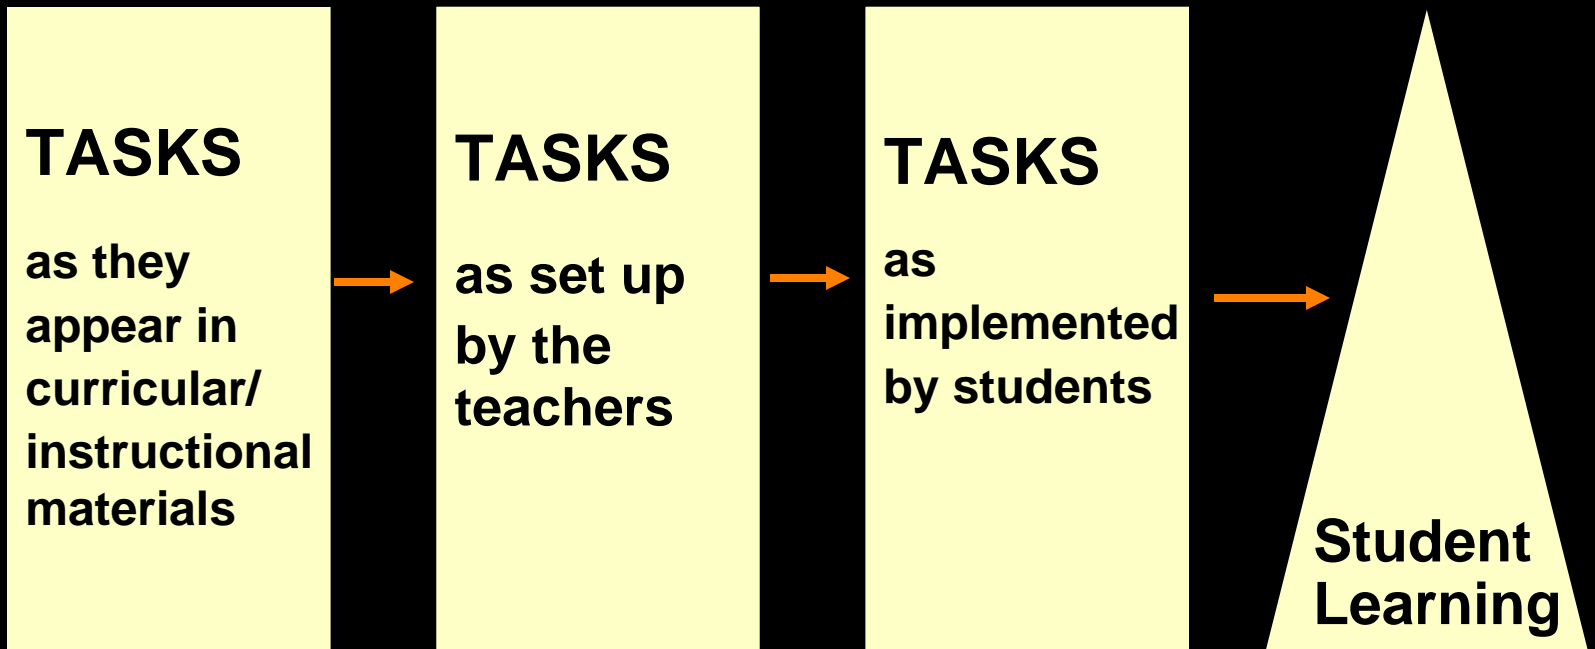 TASKS
as they
appear in
curricular/
instructional
materials
TASKS
as set up
by the
teachers
TASKS
as
implemented
by students
Student
Learning